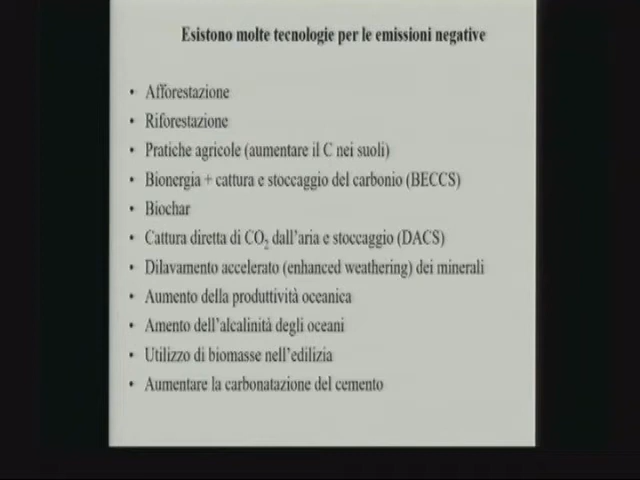 Esistono molte tecnologie per le emissioni negative
• Afforestazione
• Riforestazione
• Pratiche agricole (aumentare il C nei suoli)
• Bionergia + cattura e stoccaggio del carbonio (BECCS)
• Biochar
• Cattura diretta di CO₂ dall'aria e stoccaggio (DACS)
• Dilavamento accelerato (enhanced weathering) dei minerali
• Aumento della produttività oceanica
• Amento dell'alcalinità degli oceani
• Utilizzo di biomasse nell'edilizia
• Aumentare la carbonatazione del cemento